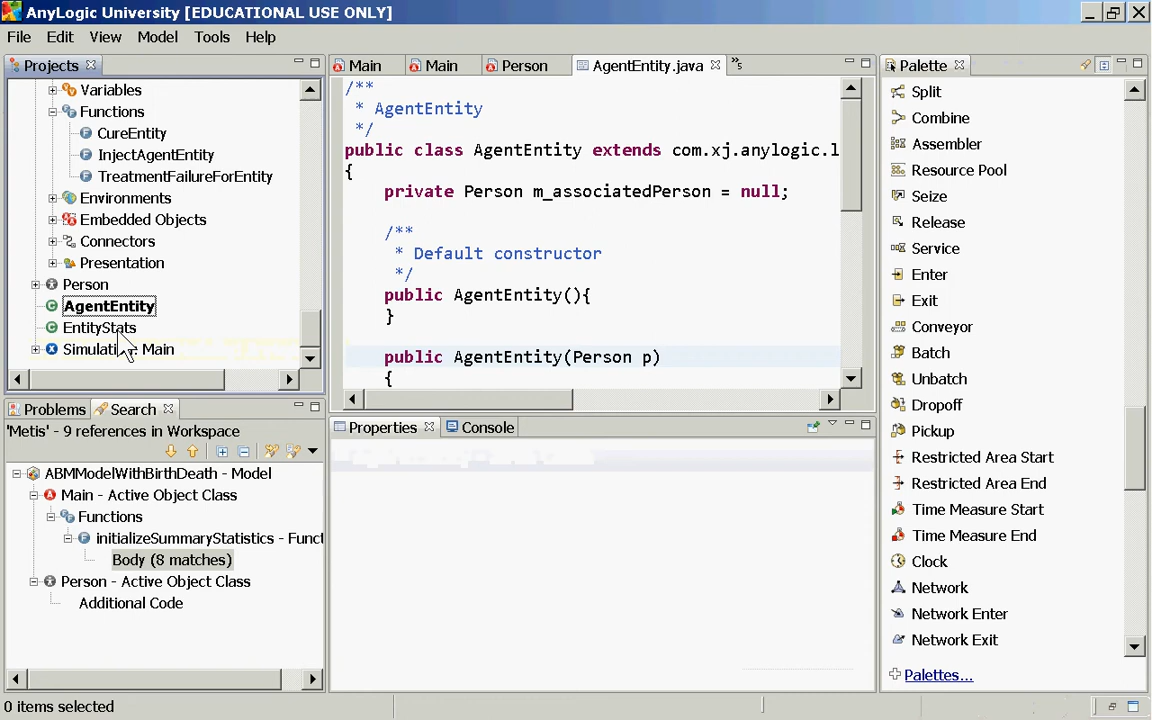 AnyLogic University [EDUCATIONAL USE ONLY]
File Edit View Model Tools Help
Projects
Variables
Functions
CureEntity
InjectAgentEntity
TreatmentFailureForEntity
Environments
Embedded Objects
Connectors
Presentation
Person
AgentEntity
EntityStats
Simulation: Main
Problems Search
'Metis' - 9 references in Workspace
ABMModelWithBirthDeath - Model
Main - Active Object Class
Functions
initializeSummaryStatistics - Funct
Body (8 matches)
Person - Active Object Class
Additional Code
Main Main Person AgentEntity.java »5
/**
* AgentEntity
*/
public class AgentEntity extends com.xj.anylogic.l
{
private Person m_associatedPerson = null;
/**
* Default constructor
*/
public AgentEntity(){
}
public AgentEntity(Person p)
{
Properties Console
Palette
Split
Combine
Assembler
Resource Pool
Seize
Release
Service
Enter
Exit
Conveyor
Batch
Unbatch
Dropoff
Pickup
Restricted Area Start
Restricted Area End
Time Measure Start
Time Measure End
Clock
Network
Network Enter
Network Exit
Palettes...
0 items selected